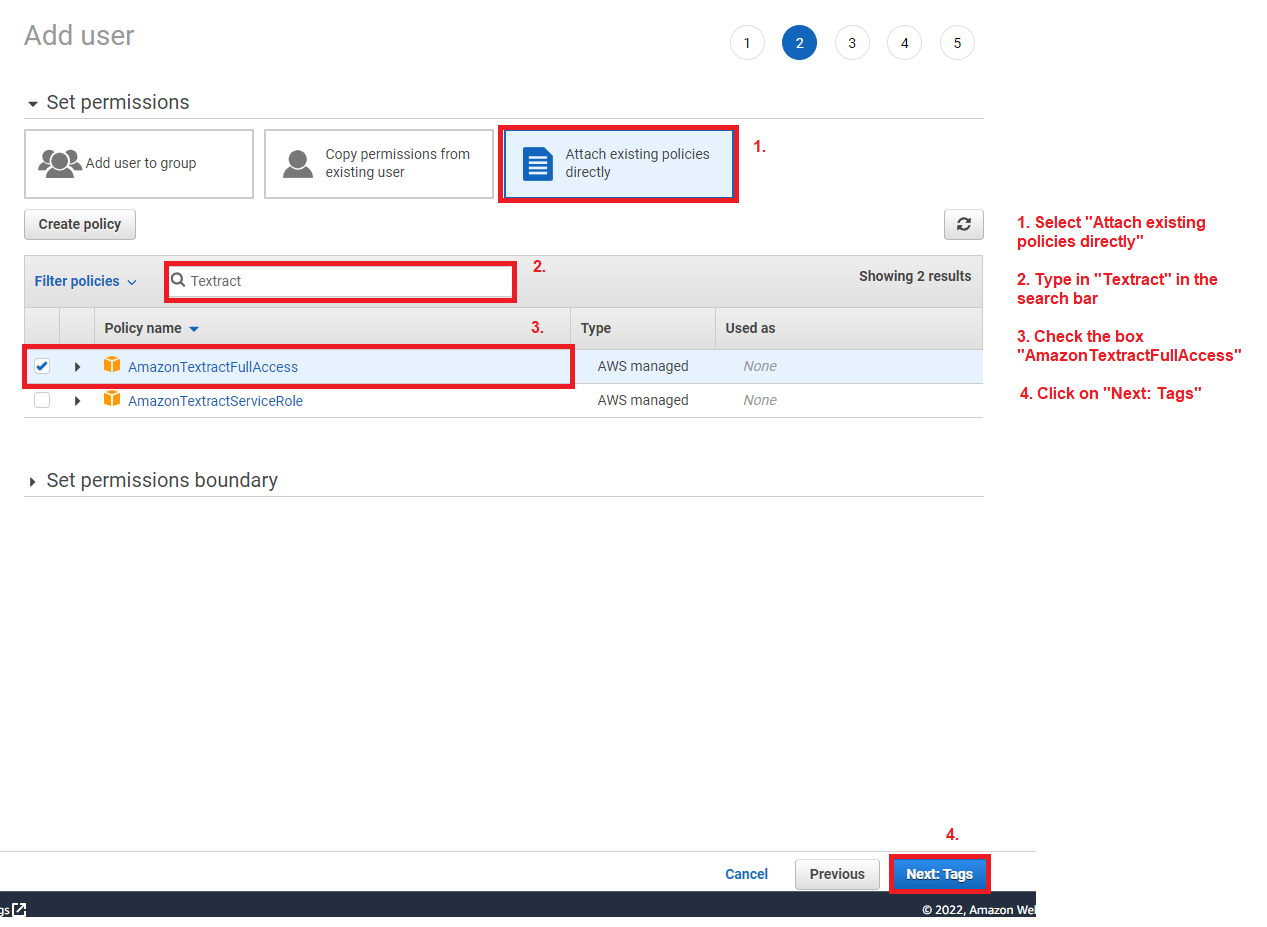 Add user
1 2 3 4 5
Set permissions
Add user to group
Copy permissions from
existing user
Attach existing policies
directly
1.
Create policy
1. Select "Attach existing
policies directly"
2. Type in "Textract" in the
search bar
3. Check the box
"AmazonTextractFullAccess"
4. Click on "Next: Tags"
Filter policies
Textract
2.
Showing 2 results
Policy name
3.
Type
Used as
AmazonTextractFullAccess
AWS managed
None
AmazonTextractServiceRole
AWS managed
None
Set permissions boundary
4.
Cancel
Previous
Next: Tags
gs
© 2022, Amazon Wel